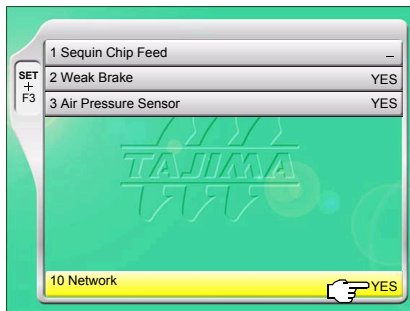 1 Sequin Chip Feed –
SET
+
F3
2 Weak Brake YES
3 Air Pressure Sensor YES
TAJIMA
10 Network YES